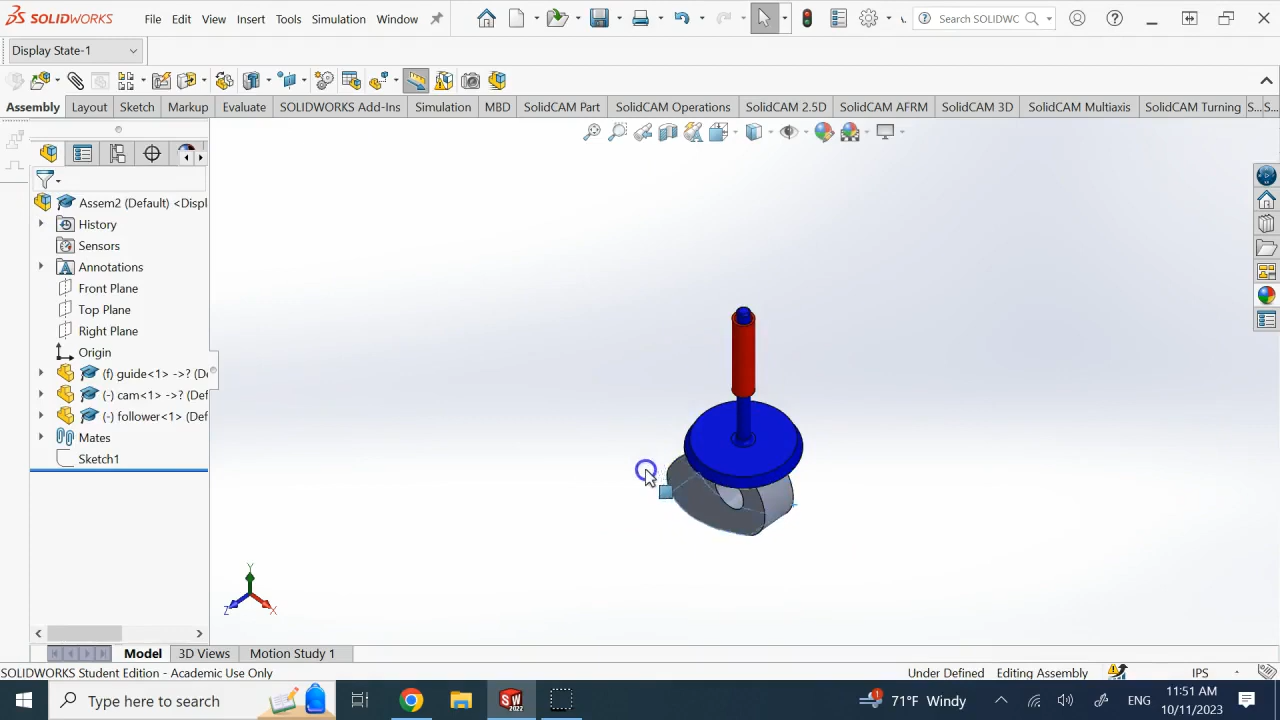 SOLIDWORKS File Edit View Insert Tools Simulation Window Search SOLIDWC
Display State-1
Assembly Layout Sketch Markup Evaluate SOLIDWORKS Add-Ins Simulation MBD SolidCAM Part SolidCAM Operations SolidCAM 2.5D SolidCAM AFRM SolidCAM 3D SolidCAM Multiaxis SolidCAM Turning S... S...
Assem2 (Default) <Displ
History
Sensors
Annotations
Front Plane
Top Plane
Right Plane
Origin
(f) guide<1> ->? (De
(-) cam<1> ->? (Def
(-) follower<1> (Def
Mates
Sketch1
Y
Z X
Model 3D Views Motion Study 1
SOLIDWORKS Student Edition - Academic Use Only Under Defined Editing Assembly IPS
Type here to search SW 2022 1 71°F Windy ENG 11:51 AM
10/11/2023